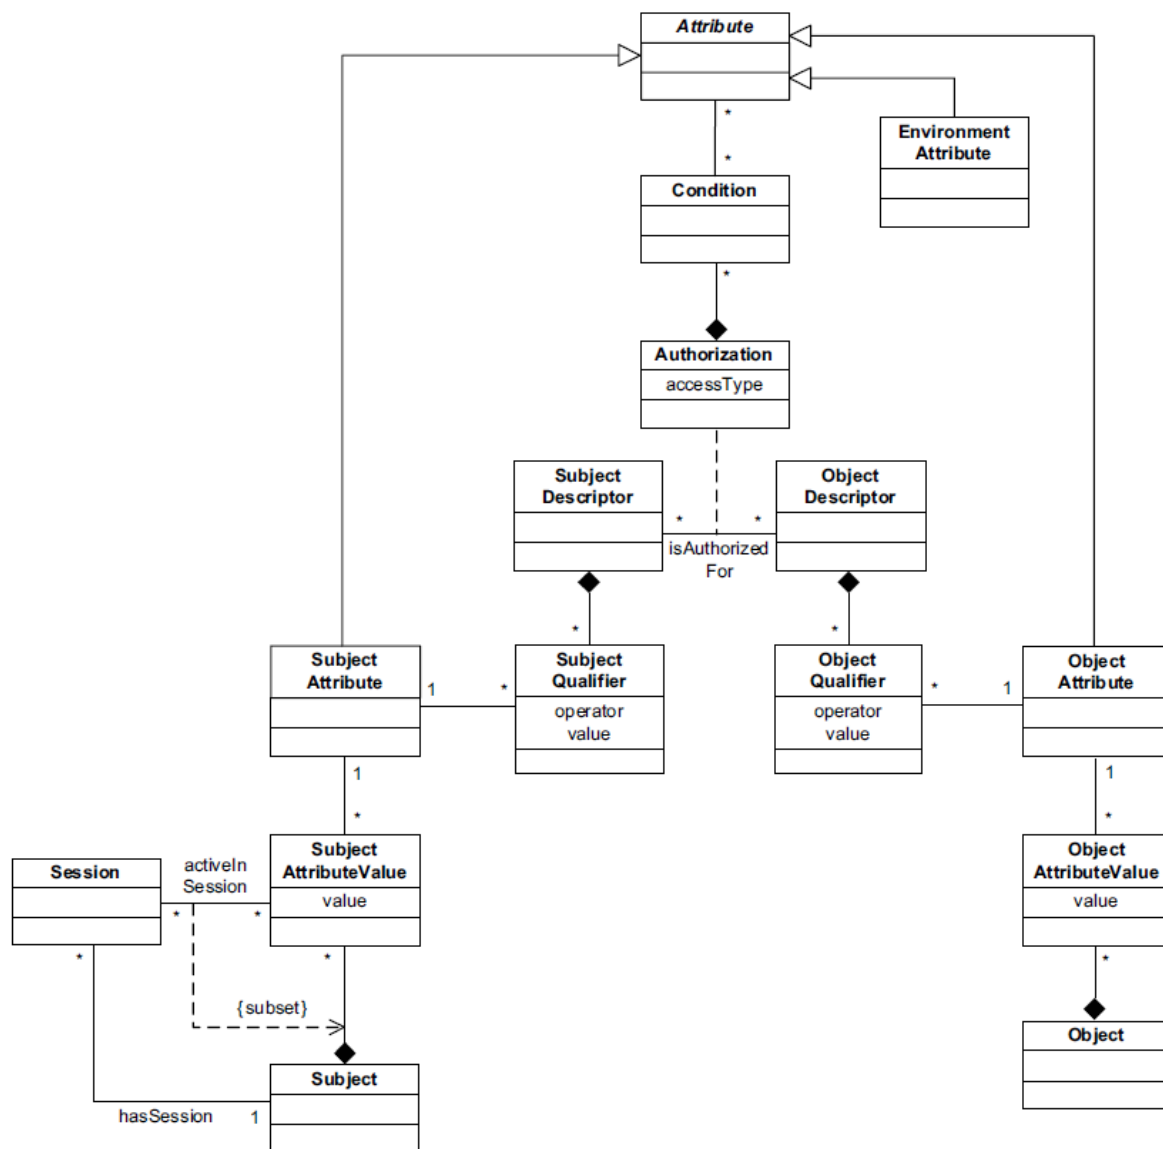 Attribute
*
Environment
Attribute
*
Condition
*
Authorization
accessType
Subject
Descriptor
Object
Descriptor
*
*
isAuthorized
For
*
*
Subject
Attribute
Subject
Qualifier
Object
Qualifier
Object
Attribute
1
*
*
1
operator
value
operator
value
1
1
*
*
Subject
AttributeValue
Object
AttributeValue
Session
activeIn
Session
value
value
*
*
*
*
*
{subset}
Object
Subject
hasSession
1